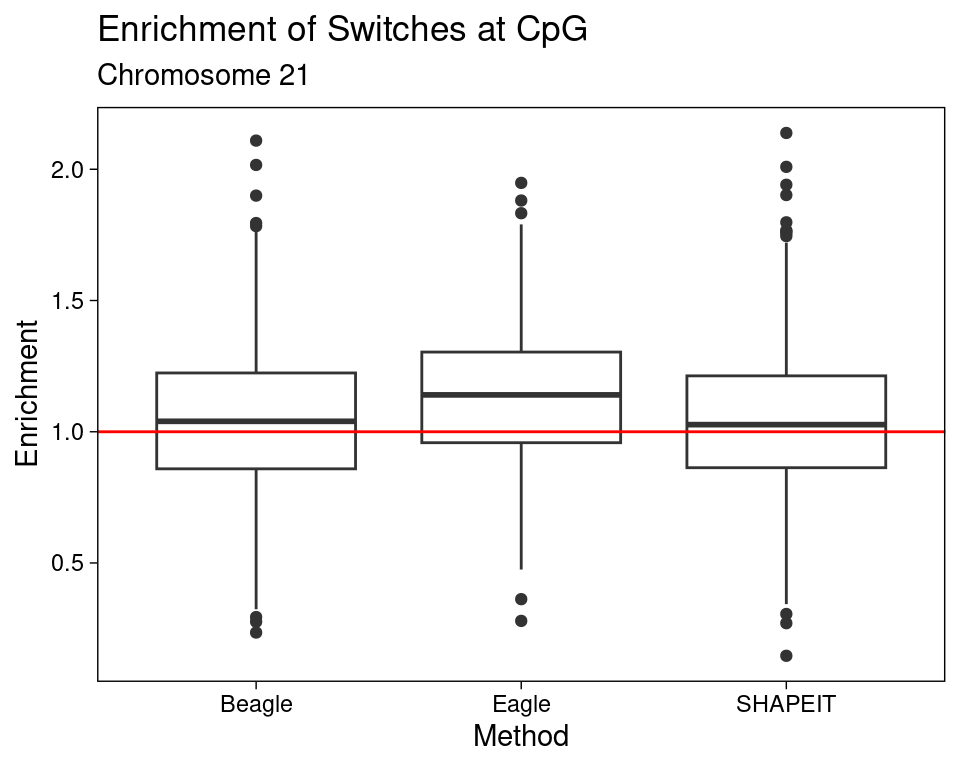 Enrichment of Switches at CpG
Chromosome 21
Enrichment
2.0
1.5
1.0
0.5
Beagle
Eagle
SHAPEIT
Method